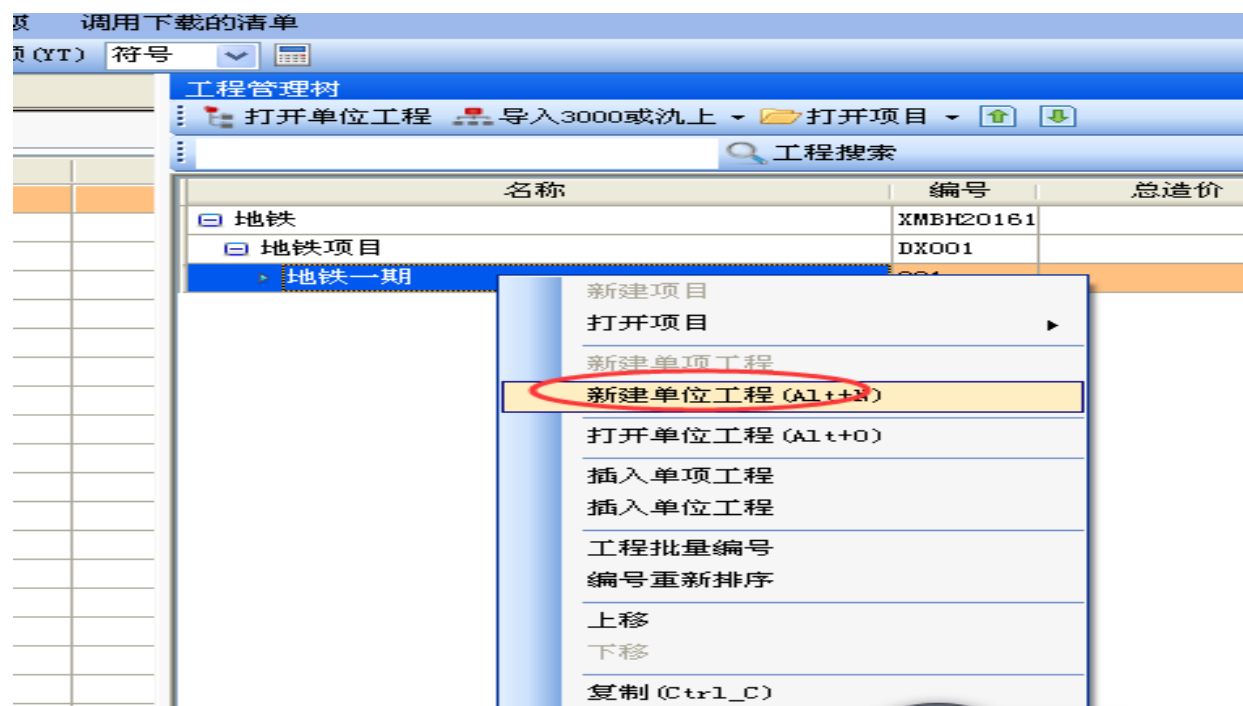 调用下载的清单
(YT) 符号
工程管理树
打开单位工程 导入3000或氿上 打开项目
工程搜索
名称 编号 总造价
地铁 XMBH20161
地铁项目 DX001
地铁一期 001
新建项目
打开项目
新建单项工程
新建单位工程(Alt+N)
打开单位工程(Alt+O)
插入单项工程
插入单位工程
工程批量编号
编号重新排序
上移
下移
复制(Ctrl_C)